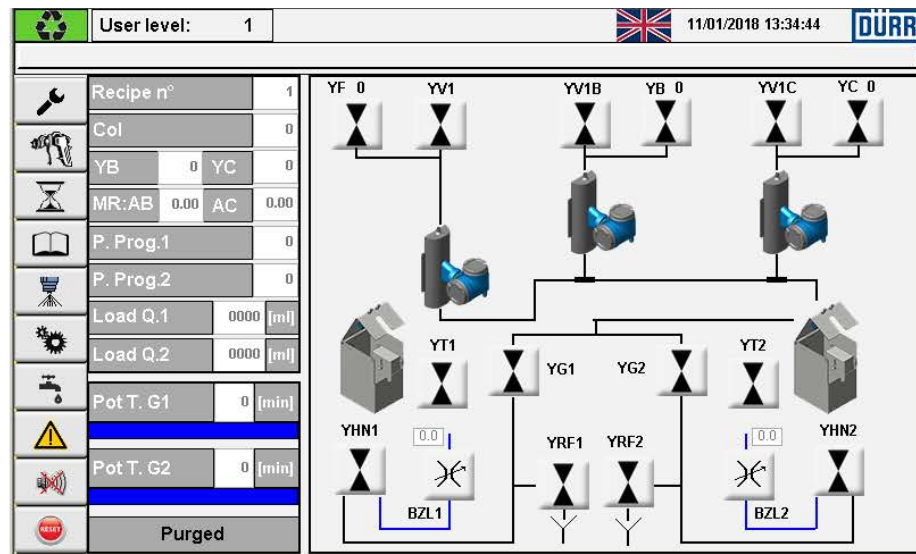 User level: 1
11/01/2018 13:34:44
DÜRR
Recipe n° 1
Col 0
YB 0 YC 0
MR:AB 0.00 AC 0.00
P. Prog.1 0
P. Prog.2 0
Load Q.1 0000 [ml]
Load Q.2 0000 [ml]
Pot T. G1 0 [min]
Pot T. G2 0 [min]
Purged
RESET
YF 0 YV1 YV1B YB 0 YV1C YC 0
YT1 YG1 YG2 YT2
YHN1 0.0 YRF1 YRF2 0.0 YHN2
BZL1 BZL2